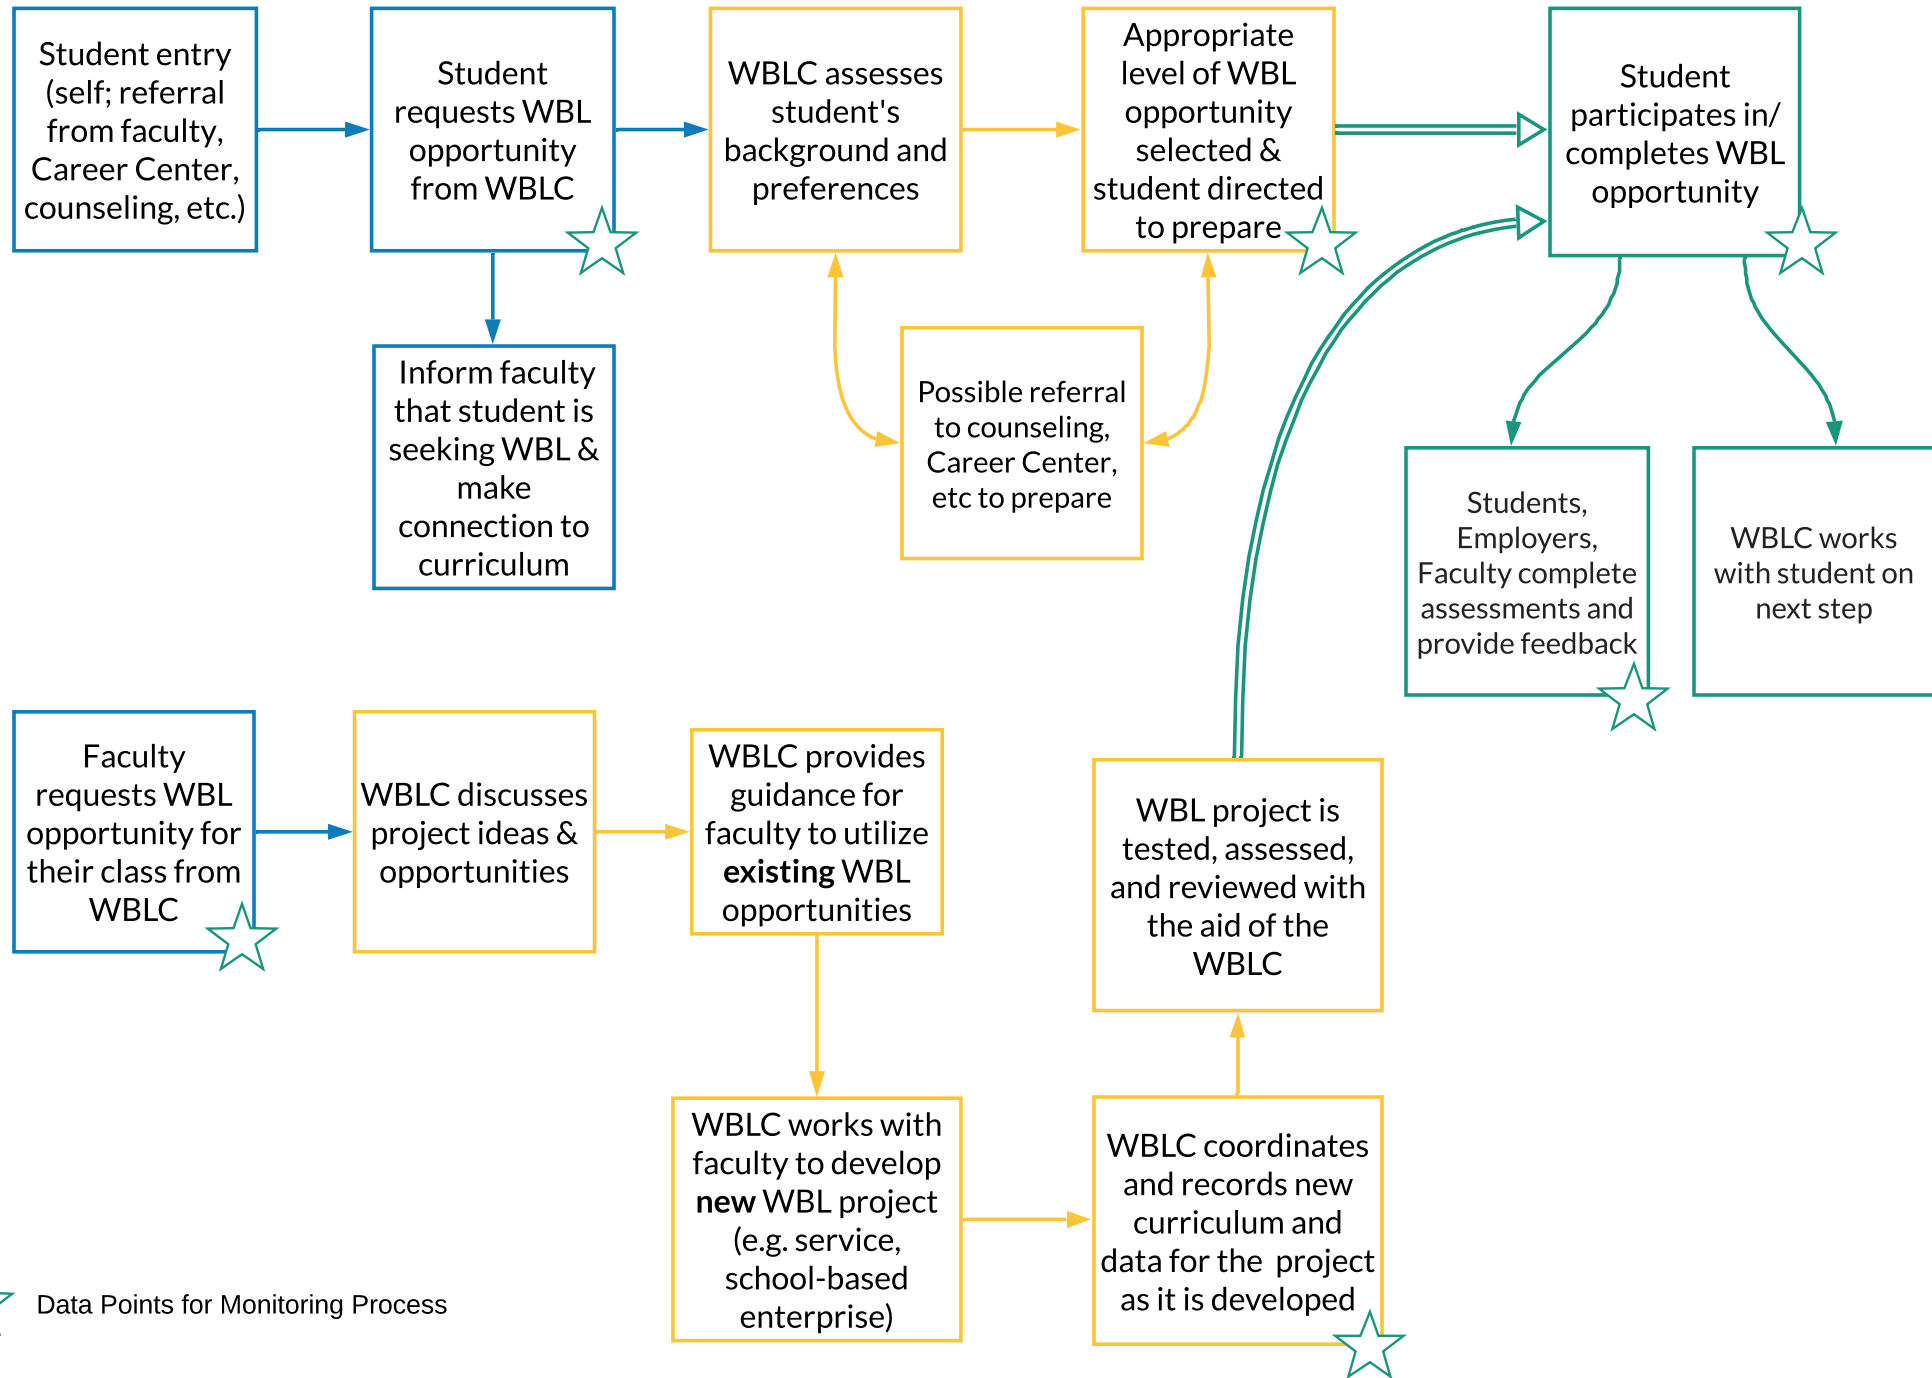 Student entry
(self; referral
from faculty,
Career Center,
counseling, etc.)
Student
requests WBL
opportunity
from WBLC
WBLC assesses
student's
background and
preferences
Appropriate
level of WBL
opportunity
selected &
student directed
to prepare
Student
participates in/
completes WBL
opportunity
Inform faculty
that student is
seeking WBL &
make
connection to
curriculum
Possible referral
to counseling,
Career Center,
etc to prepare
Students,
Employers,
Faculty complete
assessments and
provide feedback
WBLC works
with student on
next step
Faculty
requests WBL
opportunity for
their class from
WBLC
WBLC discusses
project ideas &
opportunities
WBLC provides
guidance for
faculty to utilize
existing WBL
opportunities
WBL project is
tested, assessed,
and reviewed with
the aid of the
WBLC
WBLC works with
faculty to develop
new WBL project
(e.g. service,
school-based
enterprise)
WBLC coordinates
and records new
curriculum and
data for the  project
as it is developed
Data Points for Monitoring Process